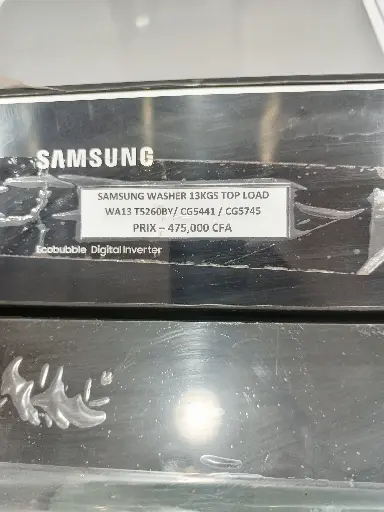 SAMSUNG
SAMSUNG WASHER 13KGS TOP LOAD
WA13 T5260BY/ CG5441 / CG5745
PRIX – 475,000 CFA
Ecobubble Digital Inverter